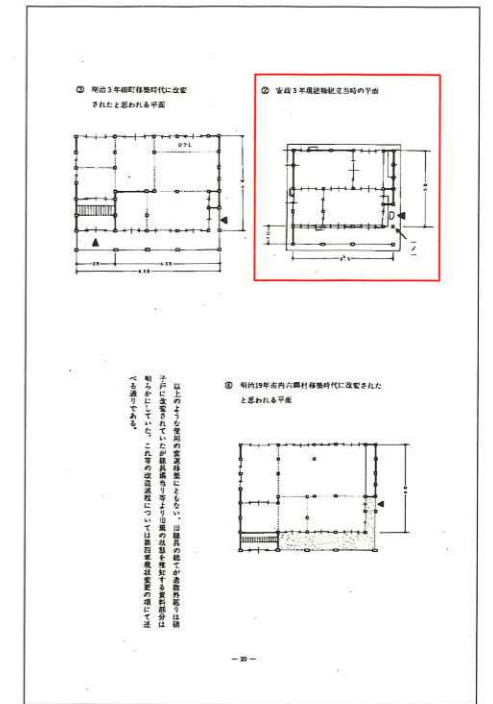 ③ 明治3年柳町移築時代に改変
されたと思われる平面
② 安政3年現建物建立当時の平面
④ 明治19年市内六郷村移築時代に改変された
と思われる平面
以上のような使用の変遷移築にともない、旧建具の総てが逸散外廻りは硝
子戸に改変されていたが建具溝当り等より旧規の状態を推知する資料部分は
明らかにしていた。これ等の改造過程については第四章現状変更の項にて述
べる通りである。
— 20 —